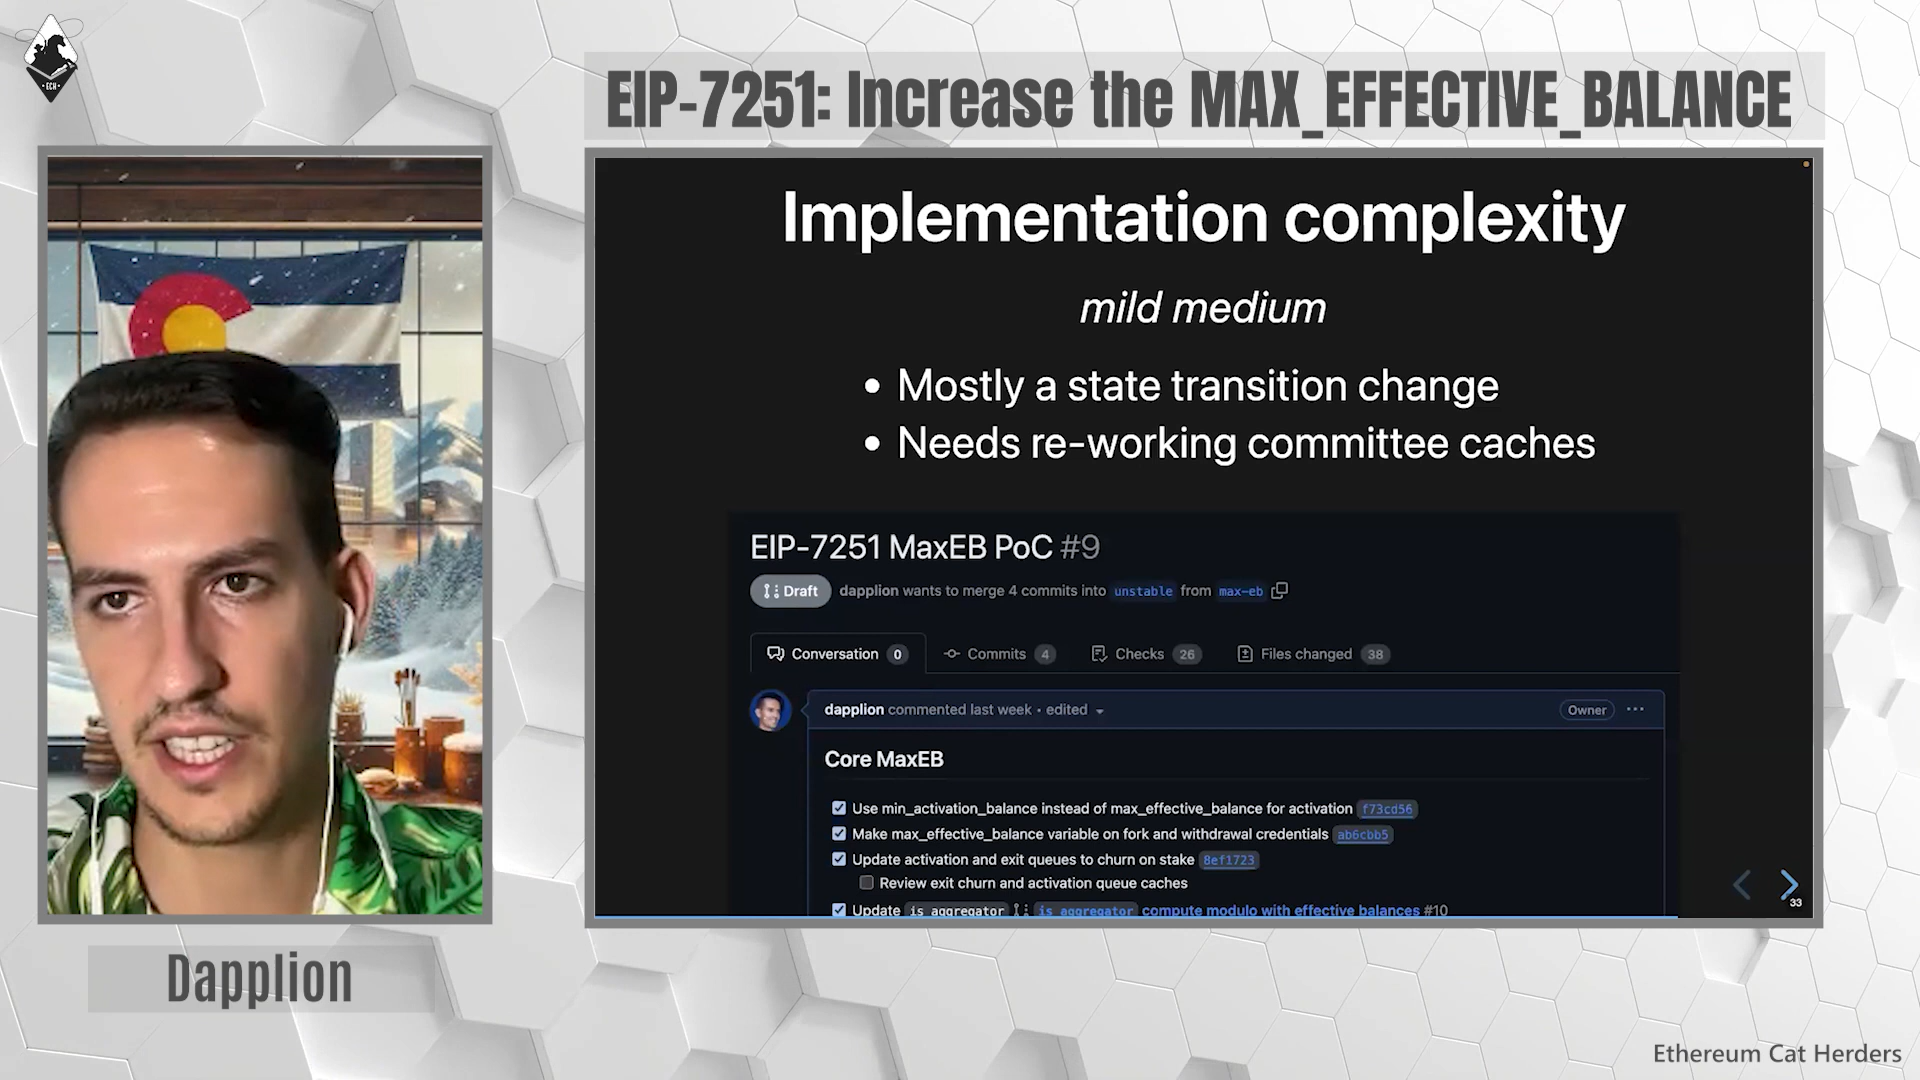 ECH
EIP-7251: Increase the MAX_EFFECTIVE_BALANCE
Implementation complexity
mild medium
• Mostly a state transition change
• Needs re-working committee caches
EIP-7251 MaxEB PoC #9
Draft dapplion wants to merge 4 commits into unstable from max-eb
Conversation 0 Commits 4 Checks 26 Files changed 38
dapplion commented last week • edited Owner ...
Core MaxEB
Use min_activation_balance instead of max_effective_balance for activation f73cd56
Make max_effective_balance variable on fork and withdrawal credentials ab6cbb5
Update activation and exit queues to churn on stake 8ef1723
Review exit churn and activation queue caches
Update is_aggregator is_aggregator compute modulo with effective balances #10
33
Dapplion
Ethereum Cat Herders